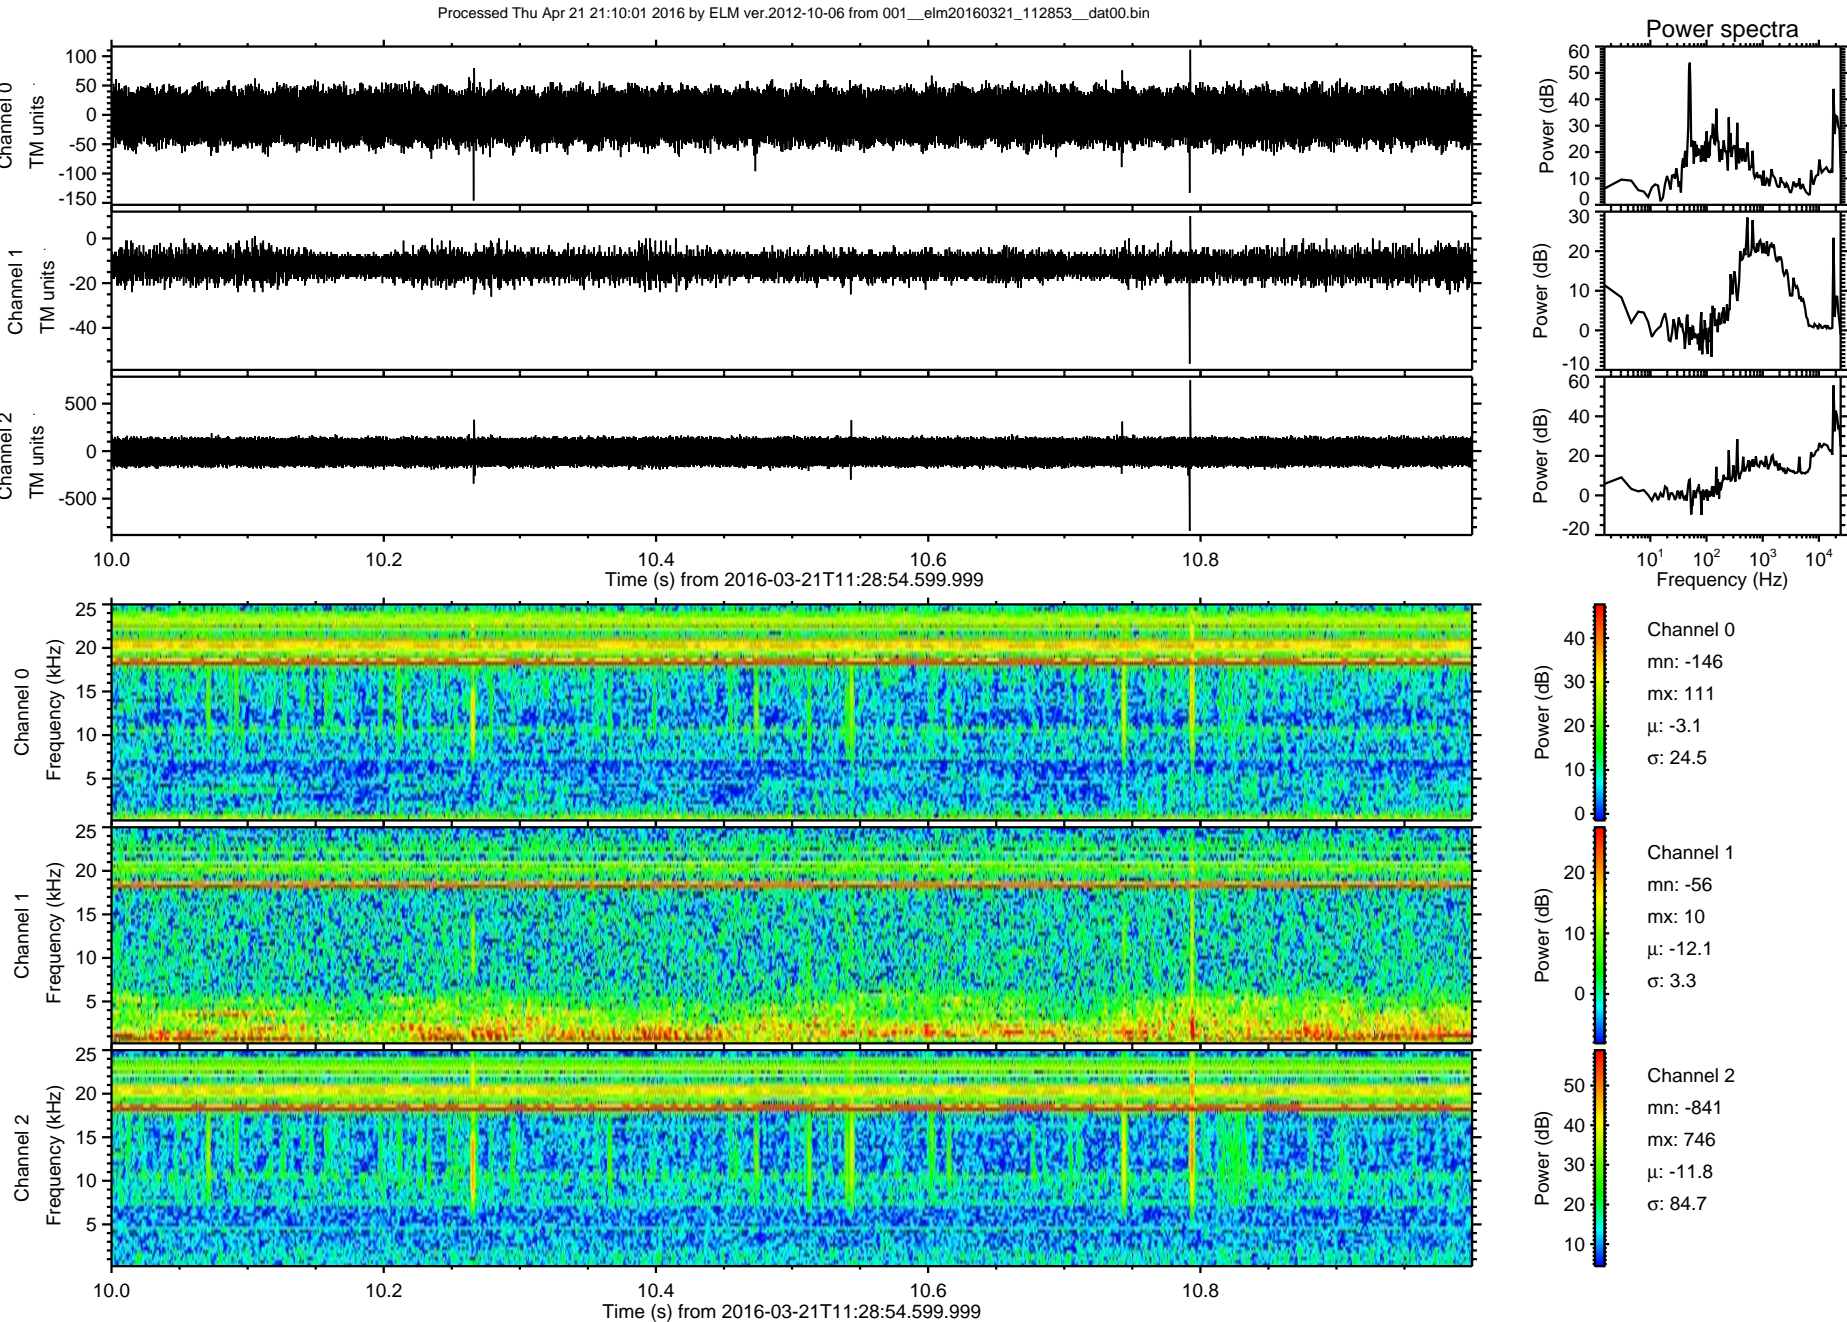 Processed Thu Apr 21 21:10:01 2016 by ELM ver.2012-10-06 from 001__elm20160321_112853__dat00.bin
Power spectra
Channel 0
TM units
100
50
0
-50
-100
-150
Power (dB)
60
50
40
30
20
10
0
Channel 1
TM units
0
-20
-40
Power (dB)
30
20
10
0
-10
Channel 2
TM units
500
0
-500
Power (dB)
60
40
20
0
-20
10.0 10.2 10.4 10.6 10.8
Time (s) from 2016-03-21T11:28:54.599.999
10¹ 10² 10³ 10⁴
Frequency (Hz)
Channel 0
Frequency (kHz)
25
20
15
10
5
Power (dB)
40
30
20
10
0
Channel 0
mn: -146
mx: 111
μ: -3.1
σ: 24.5
Channel 1
Frequency (kHz)
25
20
15
10
5
Power (dB)
20
10
0
Channel 1
mn: -56
mx: 10
μ: -12.1
σ: 3.3
Channel 2
Frequency (kHz)
25
20
15
10
5
Power (dB)
50
40
30
20
10
Channel 2
mn: -841
mx: 746
μ: -11.8
σ: 84.7
10.0 10.2 10.4 10.6 10.8
Time (s) from 2016-03-21T11:28:54.599.999